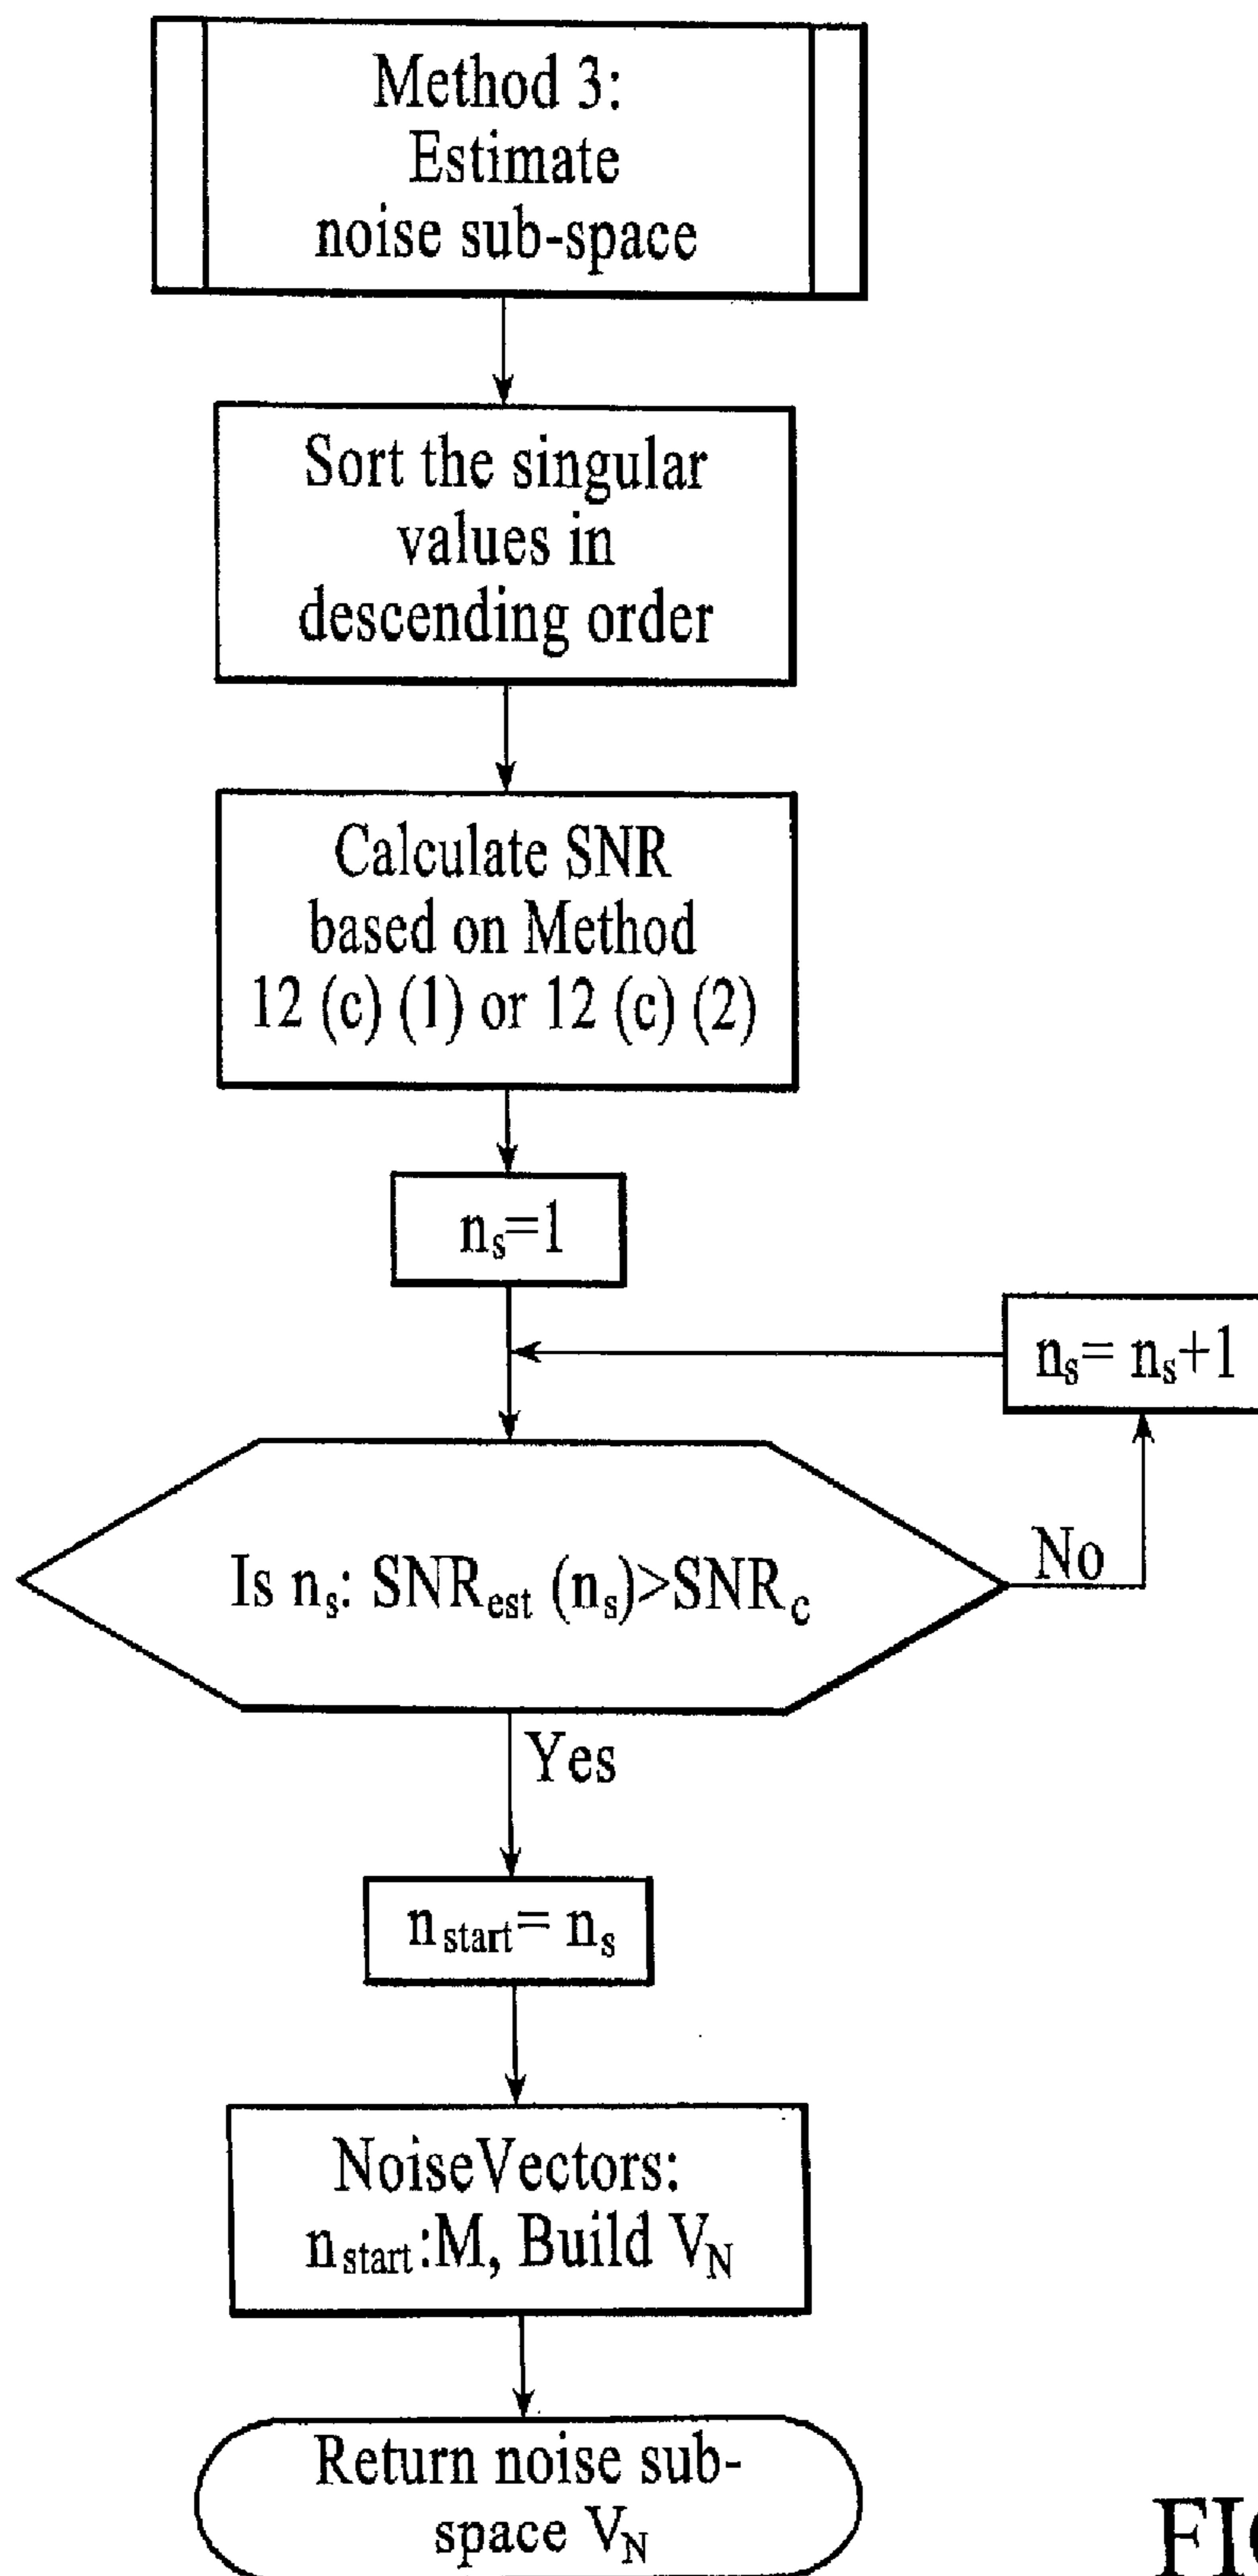 Method 3:
Estimate
noise sub-space
Sort the singular
values in
descending order
Calculate SNR
based on Method
12 (c) (1) or 12 (c) (2)
nₛ=1
nₛ= nₛ+1
Is nₛ: SNRest (nₛ)>SNRc
No
Yes
nstart= nₛ
NoiseVectors:
nstart:M, Build VN
Return noise sub-
space VN